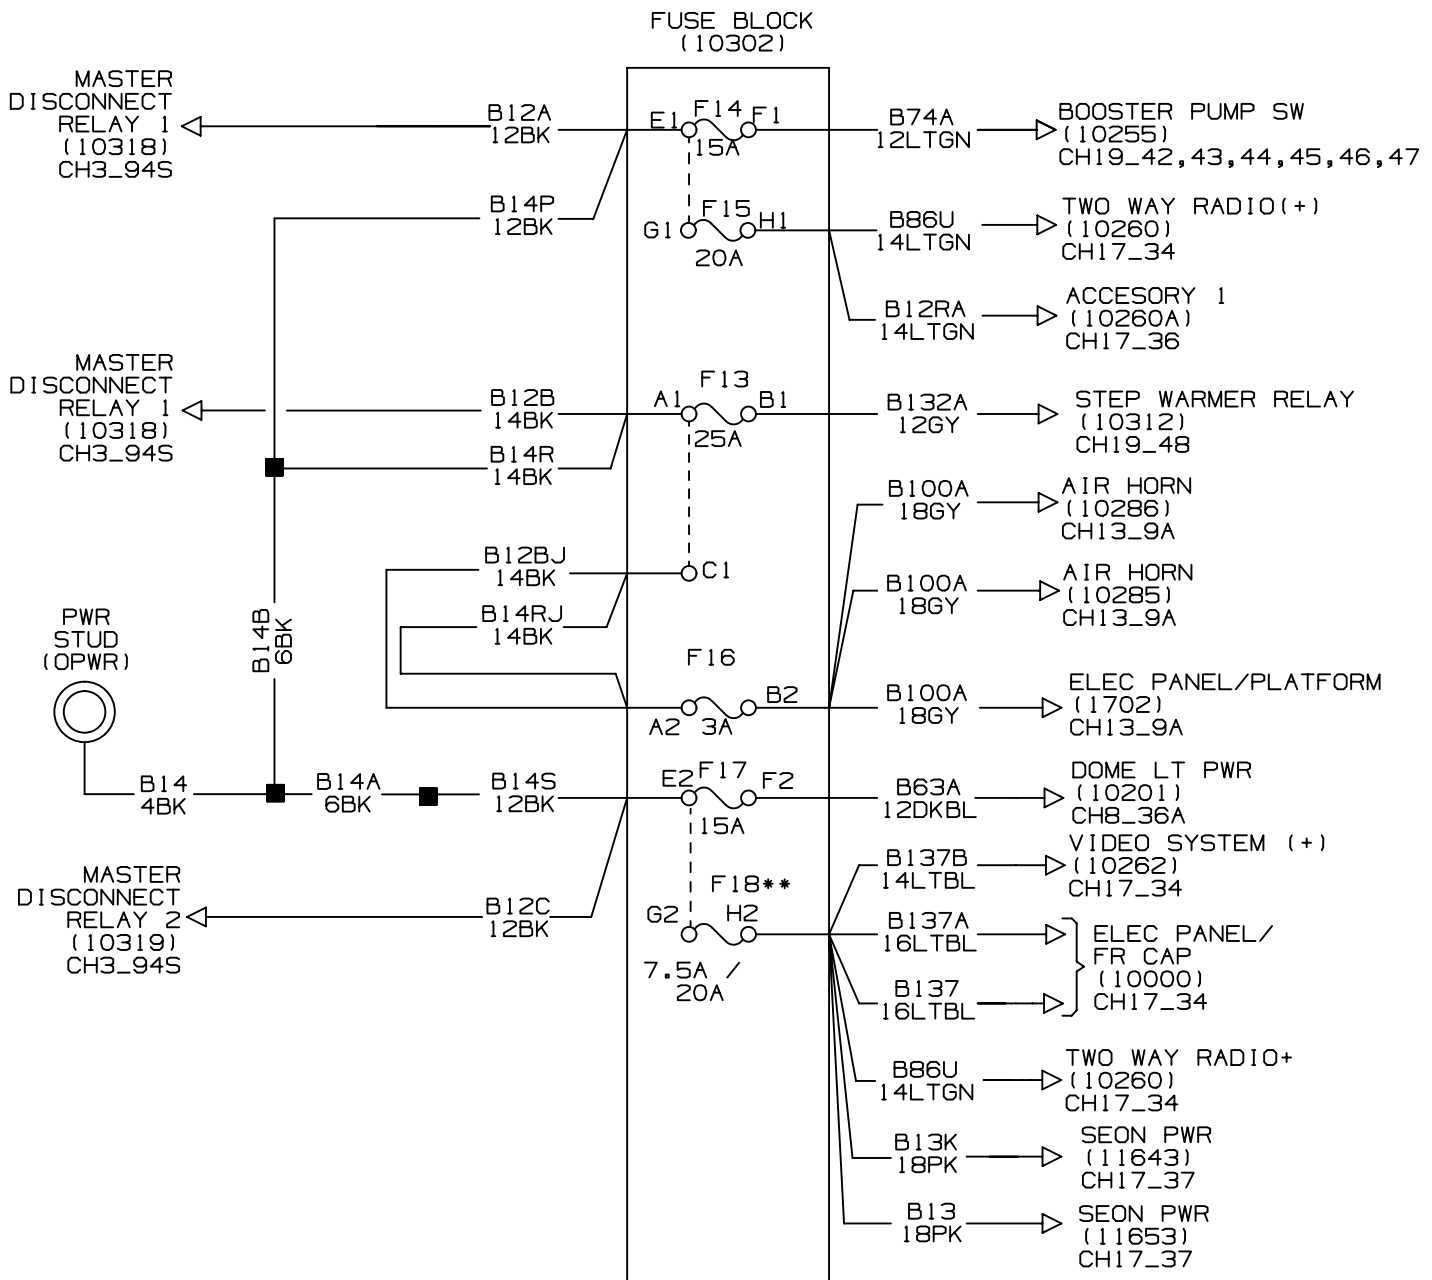 FUSE BLOCK
(10302)
MASTER
DISCONNECT
RELAY 1
(10318)
CH3_94S
B12A
12BK
E1
F14
F1
15A
B74A
12LTGN
BOOSTER PUMP SW
(10255)
CH19_42,43,44,45,46,47
B14P
12BK
G1
F15
H1
20A
B86U
14LTGN
TWO WAY RADIO(+)
(10260)
CH17_34
B12RA
14LTGN
ACCESORY 1
(10260A)
CH17_36
MASTER
DISCONNECT
RELAY 1
(10318)
CH3_94S
B12B
14BK
A1
F13
B1
25A
B132A
12GY
STEP WARMER RELAY
(10312)
CH19_48
B14R
14BK
B100A
18GY
AIR HORN
(10286)
CH13_9A
B12BJ
14BK
C1
B100A
18GY
AIR HORN
(10285)
CH13_9A
B14RJ
14BK
B14B
6BK
PWR
STUD
(OPWR)
F16
A2
3A
B2
B100A
18GY
ELEC PANEL/PLATFORM
(1702)
CH13_9A
B14
4BK
B14A
6BK
B14S
12BK
E2
F17
F2
15A
B63A
12DKBL
DOME LT PWR
(10201)
CH8_36A
B137B
14LTBL
VIDEO SYSTEM (+)
(10262)
CH17_34
MASTER
DISCONNECT
RELAY 2
(10319)
CH3_94S
B12C
12BK
F18**
G2
H2
7.5A /
20A
B137A
16LTBL
B137
16LTBL
ELEC PANEL/
FR CAP
(10000)
CH17_34
B86U
14LTGN
TWO WAY RADIO+
(10260)
CH17_34
B13K
18PK
SEON PWR
(11643)
CH17_37
B13
18PK
SEON PWR
(11653)
CH17_37